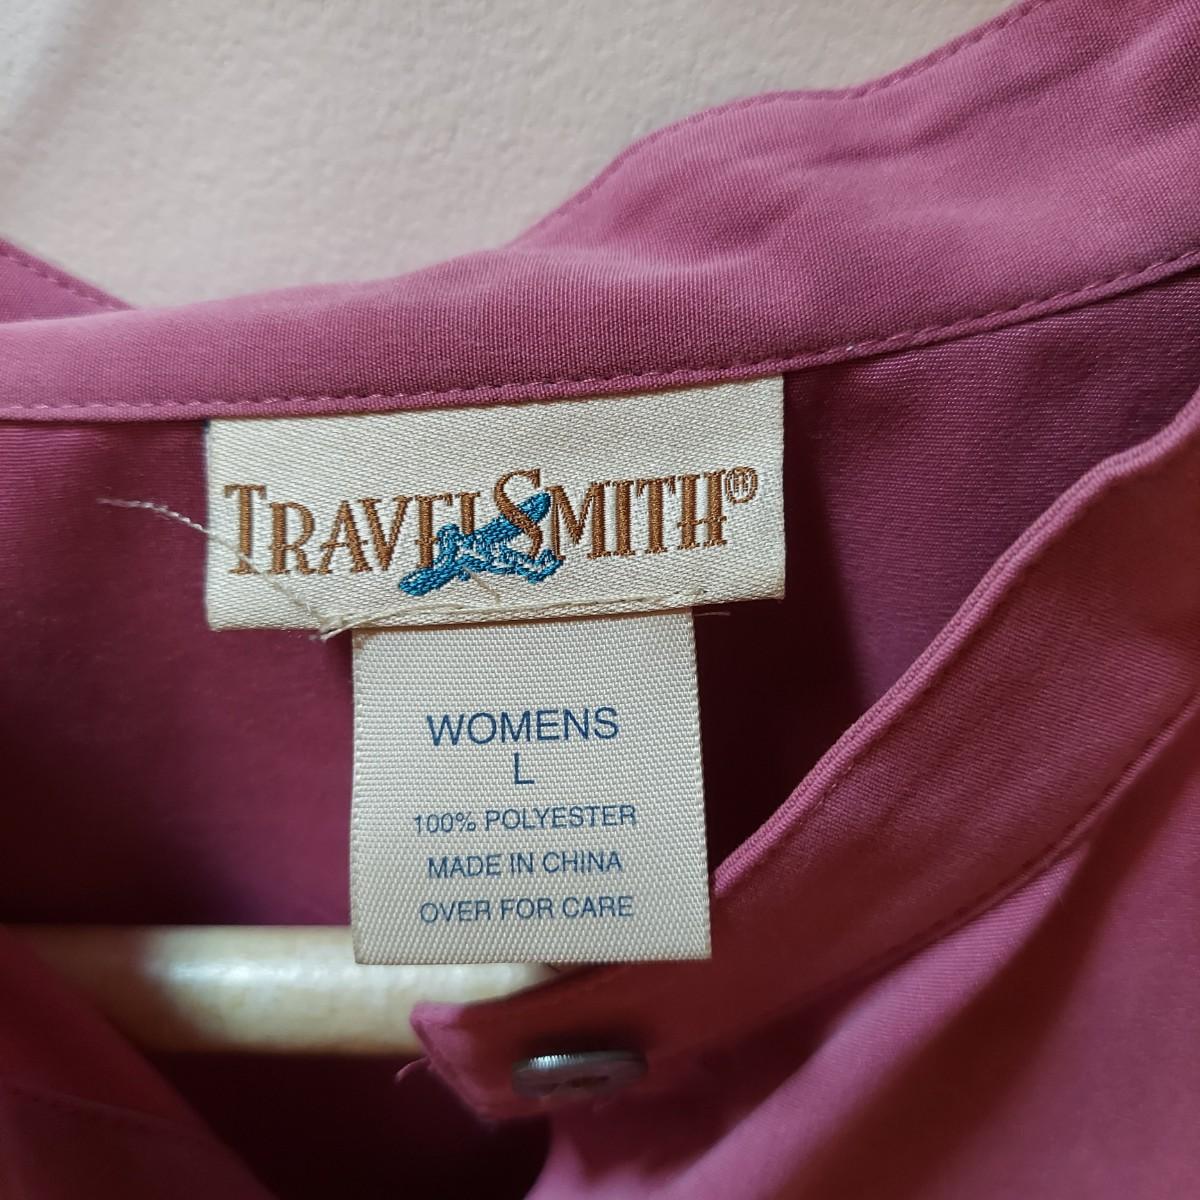 TRAVELSMITH®
WOMENS
L
100% POLYESTER
MADE IN CHINA
OVER FOR CARE